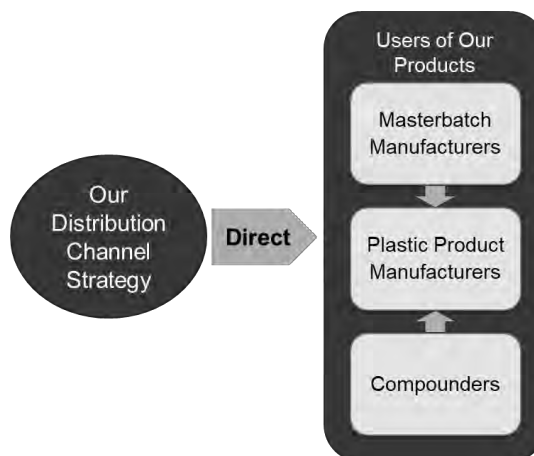 Our
Distribution
Channel
Strategy
Direct
Users of Our
Products
Masterbatch
Manufacturers
Plastic Product
Manufacturers
Compounders